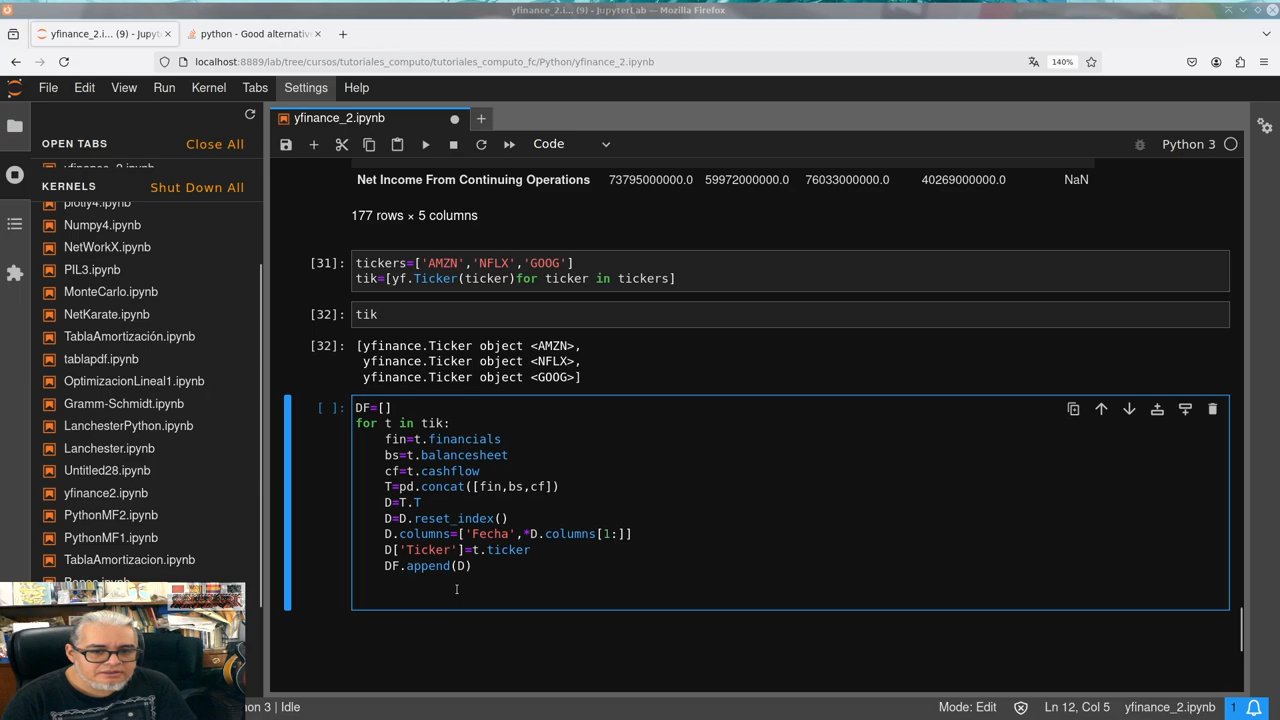 yfinance_2.i... (9) - JupyterLab — Mozilla Firefox
yfinance_2.i... (9) - Jupyt
python - Good alternativ
localhost:8889/lab/tree/cursos/tutoriales_computo/tutoriales_computo_fc/Python/yfinance_2.ipynb
140%
File Edit View Run Kernel Tabs Settings Help
OPEN TABS
Close All
KERNELS
Shut Down All
plotly4.ipynb
Numpy4.ipynb
NetWorkX.ipynb
PIL3.ipynb
MonteCarlo.ipynb
NetKarate.ipynb
TablaAmortización.ipynb
tablapdf.ipynb
OptimizacionLineal1.ipynb
Gramm-Schmidt.ipynb
LanchesterPython.ipynb
Lanchester.ipynb
Untitled28.ipynb
yfinance2.ipynb
PythonMF2.ipynb
PythonMF1.ipynb
TablaAmortizacion.ipynb
yfinance_2.ipynb
Code
Python 3
Net Income From Continuing Operations 73795000000.0 59972000000.0 76033000000.0 40269000000.0 NaN
177 rows × 5 columns
[31]: tickers=['AMZN','NFLX','GOOG']
tik=[yf.Ticker(ticker)for ticker in tickers]
[32]: tik
[32]: [yfinance.Ticker object <AMZN>,
yfinance.Ticker object <NFLX>,
yfinance.Ticker object <GOOG>]
[ ]: DF=[]
for t in tik:
fin=t.financials
bs=t.balancesheet
cf=t.cashflow
T=pd.concat([fin,bs,cf])
D=T.T
D=D.reset_index()
D.columns=['Fecha',*D.columns[1:]]
D['Ticker']=t.ticker
DF.append(D)
3 | Idle
Mode: Edit
Ln 12, Col 5
yfinance_2.ipynb
1